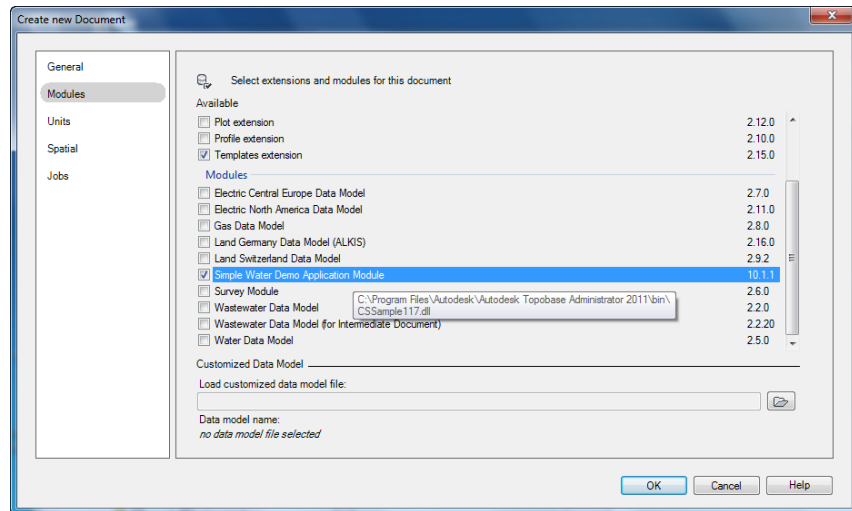 Create new Document
General
Modules
Units
Spatial
Jobs
Select extensions and modules for this document
Available
Plot extension 2.12.0
Profile extension 2.10.0
Templates extension 2.15.0
Modules
Electric Central Europe Data Model 2.7.0
Electric North America Data Model 2.11.0
Gas Data Model 2.8.0
Land Germany Data Model (ALKIS) 2.16.0
Land Switzerland Data Model 2.9.2
Simple Water Demo Application Module 10.1.1
Survey Module 2.6.0
C:\Program Files\Autodesk\Autodesk Topobase Administrator 2011\bin\
CSSample117.dll
Wastewater Data Model 2.2.0
Wastewater Data Model (for Intermediate Document) 2.2.20
Water Data Model 2.5.0
Customized Data Model
Load customized data model file:
Data model name:
no data model file selected
OK Cancel Help